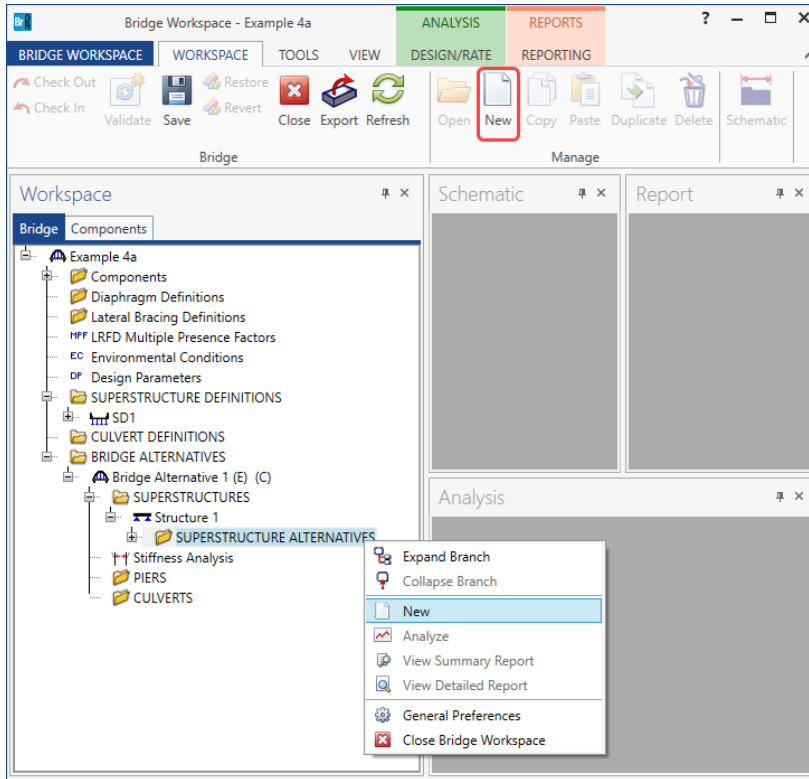 Br
Bridge Workspace - Example 4a
ANALYSIS
REPORTS
?
BRIDGE WORKSPACE
WORKSPACE
TOOLS
VIEW
DESIGN/RATE
REPORTING
Check Out
Check In
Validate
Save
Restore
Revert
Close
Export
Refresh
Open
New
Copy
Paste
Duplicate
Delete
Schematic
Bridge
Manage
Workspace
Bridge
Components
Example 4a
Components
Diaphragm Definitions
Lateral Bracing Definitions
MPF LRFD Multiple Presence Factors
EC Environmental Conditions
DP Design Parameters
SUPERSTRUCTURE DEFINITIONS
SD1
CULVERT DEFINITIONS
BRIDGE ALTERNATIVES
Bridge Alternative 1 (E) (C)
SUPERSTRUCTURES
Structure 1
SUPERSTRUCTURE ALTERNATIVES
Stiffness Analysis
PIERS
CULVERTS
Schematic
Report
Analysis
Expand Branch
Collapse Branch
New
Analyze
View Summary Report
View Detailed Report
General Preferences
Close Bridge Workspace